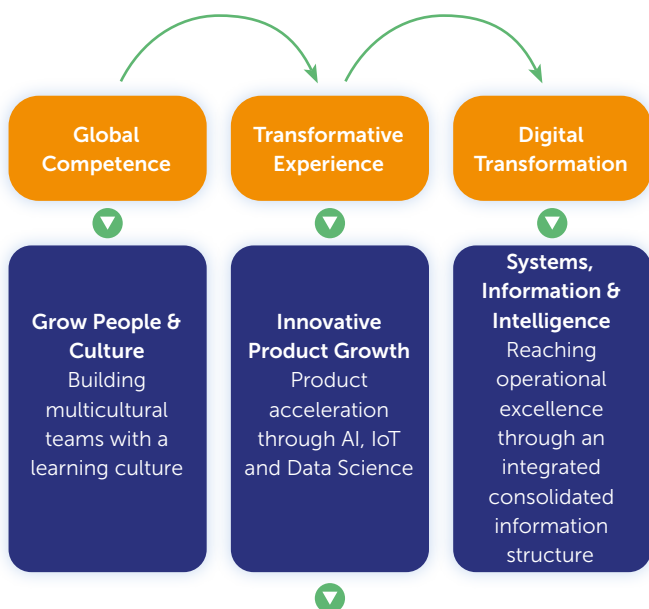 Global
Competence
Transformative
Experience
Digital
Transformation
Grow People &
Culture
Building
multicultural
teams with a
learning culture
Innovative
Product Growth
Product
acceleration
through AI, IoT
and Data Science
Systems,
Information &
Intelligence
Reaching
operational
excellence
through an
integrated
consolidated
information
structure